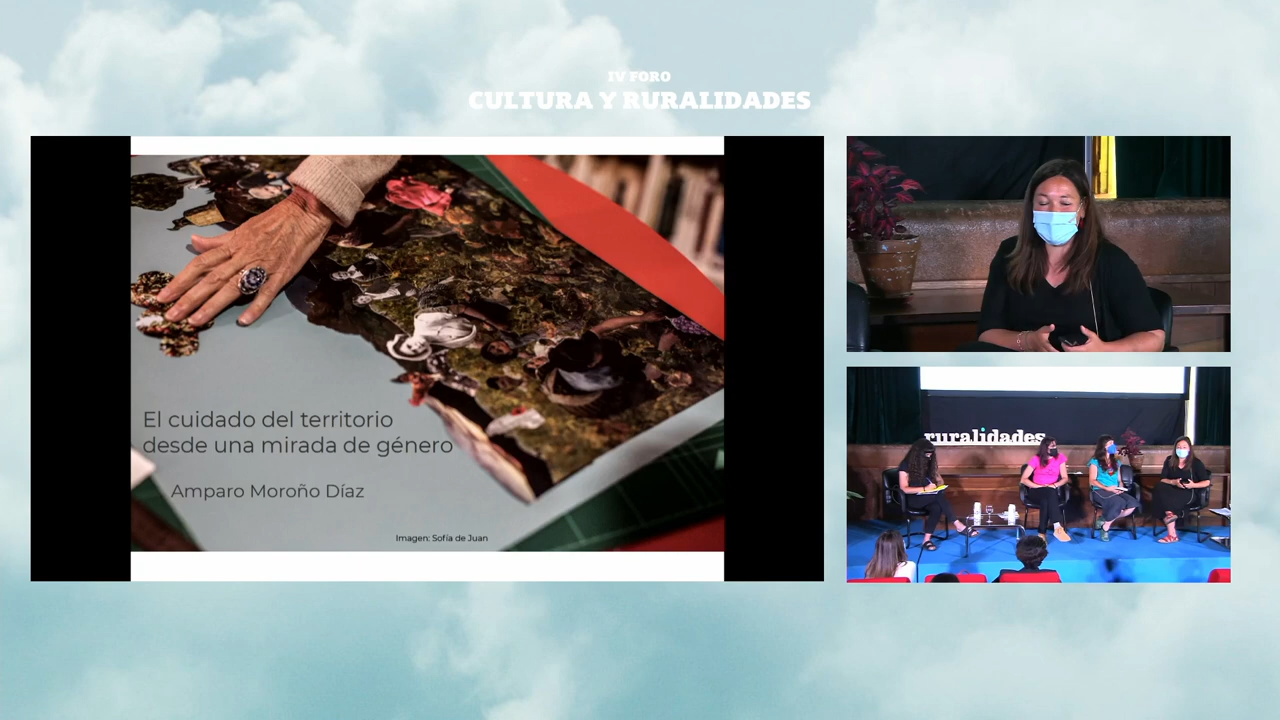 IV FORO
CULTURA Y RURALIDADES
El cuidado del territorio
desde una mirada de género
Amparo Moroño Díaz
Imagen: Sofía de Juan
ruralidades